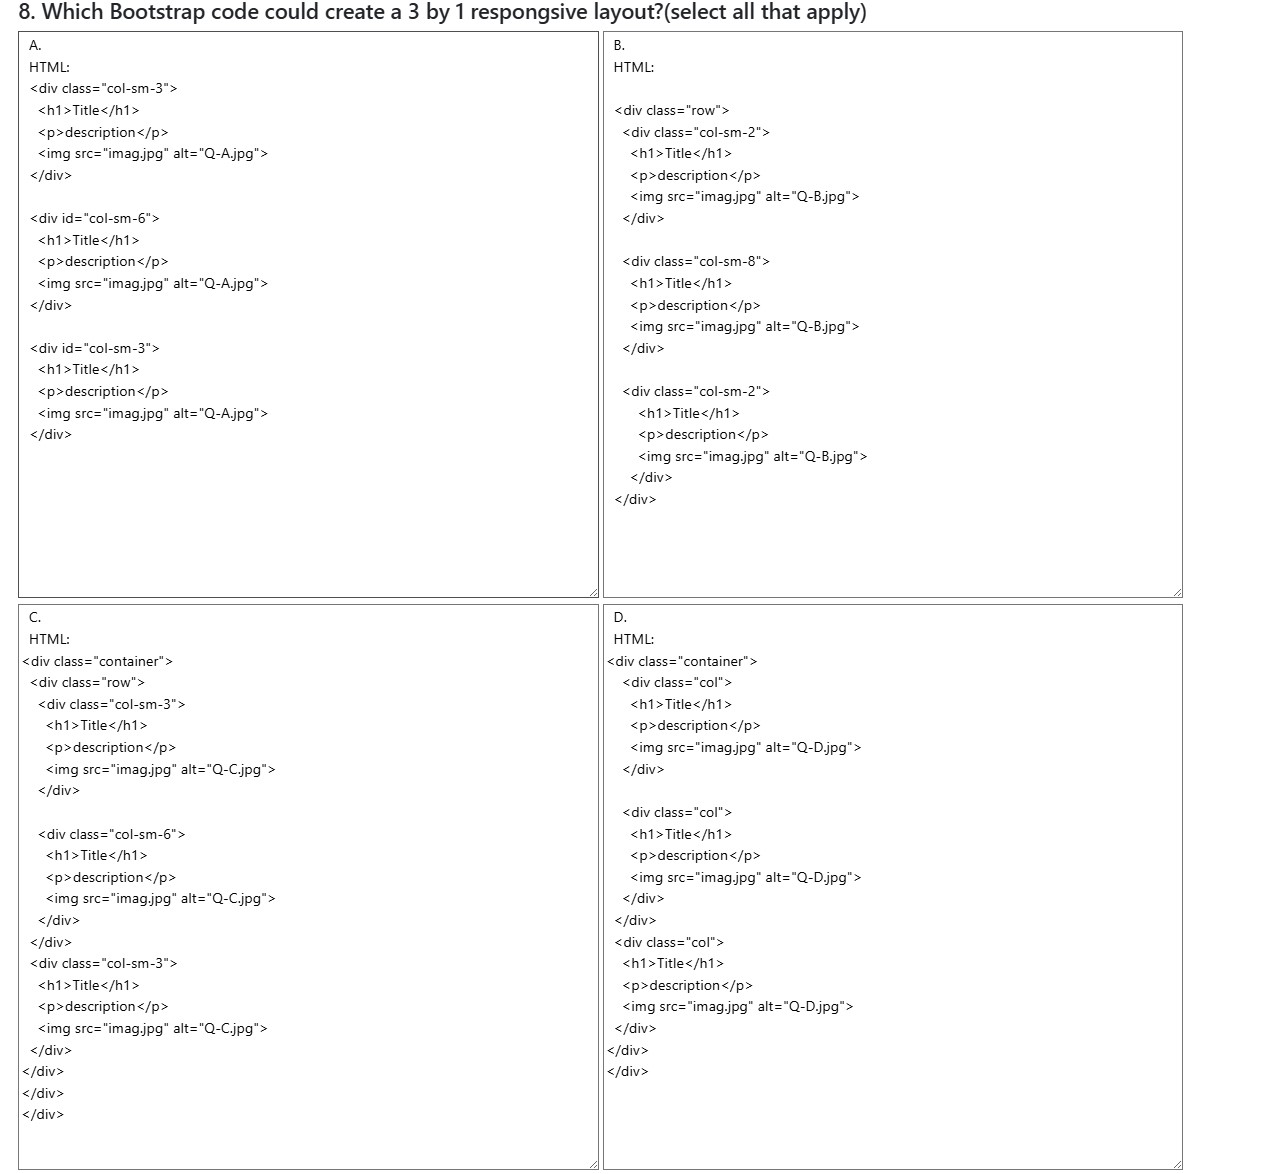 8. Which Bootstrap code could create a 3 by 1 respongsive layout?(select all that apply)
A.
HTML:
<div class="col-sm-3">
<h1>Title</h1>
<p>description</p>
<img src="imag.jpg" alt="Q-A.jpg">
</div>
<div id="col-sm-6">
<h1>Title</h1>
<p>description</p>
<img src="imag.jpg" alt="Q-A.jpg">
</div>
<div id="col-sm-3">
<h1>Title</h1>
<p>description</p>
<img src="imag.jpg" alt="Q-A.jpg">
</div>
B.
HTML:
<div class="row">
<div class="col-sm-2">
<h1>Title</h1>
<p>description</p>
<img src="imag.jpg" alt="Q-B.jpg">
</div>
<div class="col-sm-8">
<h1>Title</h1>
<p>description</p>
<img src="imag.jpg" alt="Q-B.jpg">
</div>
<div class="col-sm-2">
<h1>Title</h1>
<p>description</p>
<img src="imag.jpg" alt="Q-B.jpg">
</div>
</div>
C.
HTML:
<div class="container">
<div class="row">
<div class="col-sm-3">
<h1>Title</h1>
<p>description</p>
<img src="imag.jpg" alt="Q-C.jpg">
</div>
<div class="col-sm-6">
<h1>Title</h1>
<p>description</p>
<img src="imag.jpg" alt="Q-C.jpg">
</div>
</div>
<div class="col-sm-3">
<h1>Title</h1>
<p>description</p>
<img src="imag.jpg" alt="Q-C.jpg">
</div>
</div>
</div>
</div>
D.
HTML:
<div class="container">
<div class="col">
<h1>Title</h1>
<p>description</p>
<img src="imag.jpg" alt="Q-D.jpg">
</div>
<div class="col">
<h1>Title</h1>
<p>description</p>
<img src="imag.jpg" alt="Q-D.jpg">
</div>
</div>
<div class="col">
<h1>Title</h1>
<p>description</p>
<img src="imag.jpg" alt="Q-D.jpg">
</div>
</div>
</div>